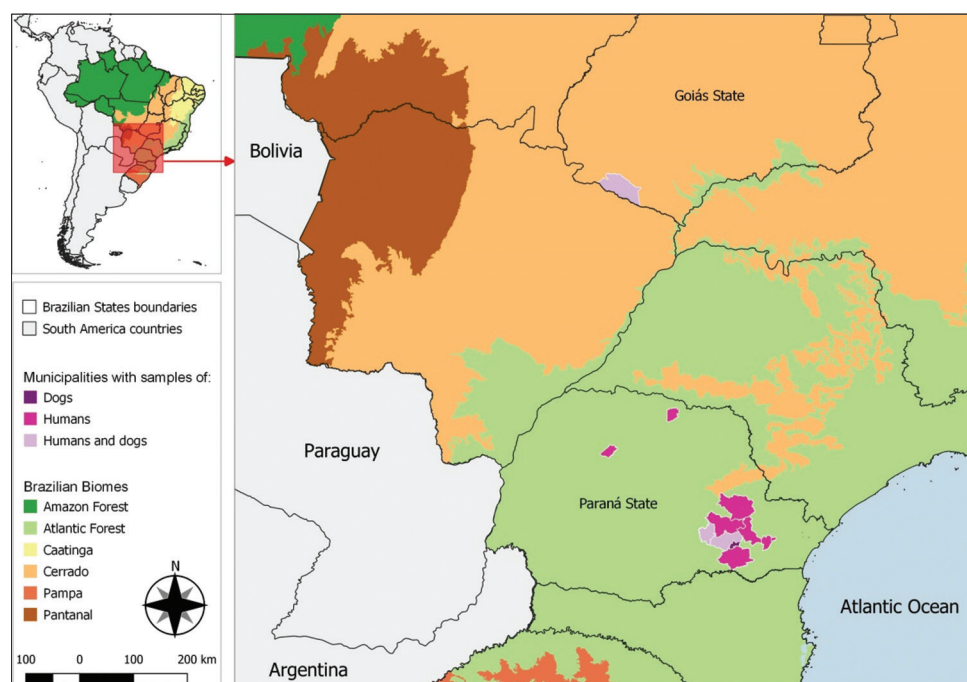 Goiás State
Bolivia
Brazilian States boundaries
South America countries
Municipalities with samples of:
Dogs
Humans
Humans and dogs
Paraguay
Brazilian Biomes
Amazon Forest
Atlantic Forest
Caatinga
Cerrado
Pampa
Pantanal
N
Paraná State
Atlantic Ocean
Argentina
100 0 100 200 km